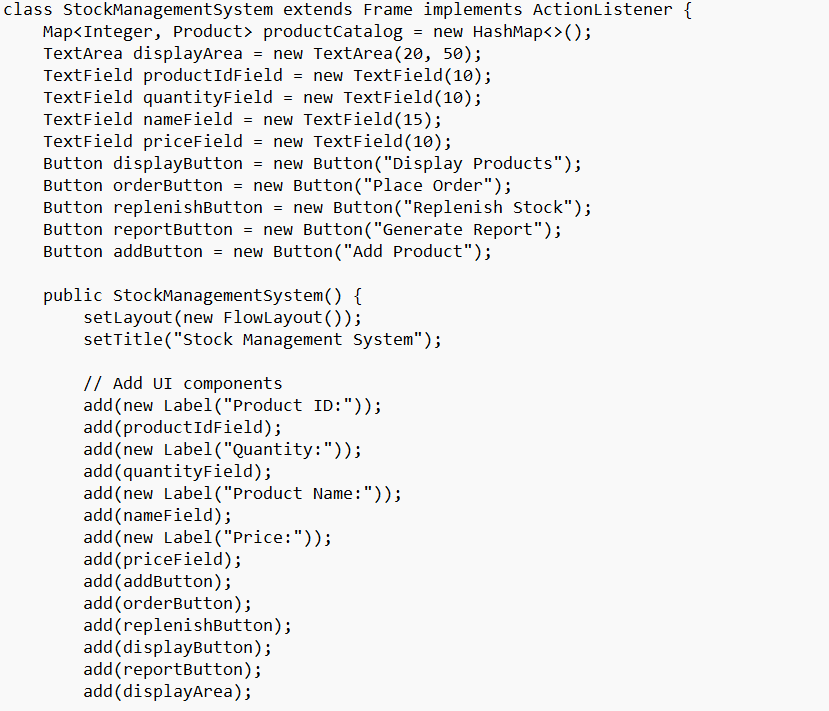 class StockManagementSystem extends Frame implements ActionListener {
    Map<Integer, Product> productCatalog = new HashMap<>();
    TextArea displayArea = new TextArea(20, 50);
    TextField productIdField = new TextField(10);
    TextField quantityField = new TextField(10);
    TextField nameField = new TextField(15);
    TextField priceField = new TextField(10);
    Button displayButton = new Button("Display Products");
    Button orderButton = new Button("Place Order");
    Button replenishButton = new Button("Replenish Stock");
    Button reportButton = new Button("Generate Report");
    Button addButton = new Button("Add Product");

    public StockManagementSystem() {
        setLayout(new FlowLayout());
        setTitle("Stock Management System");

        // Add UI components
        add(new Label("Product ID:"));
        add(productIdField);
        add(new Label("Quantity:"));
        add(quantityField);
        add(new Label("Product Name:"));
        add(nameField);
        add(new Label("Price:"));
        add(priceField);
        add(addButton);
        add(orderButton);
        add(replenishButton);
        add(displayButton);
        add(reportButton);
        add(displayArea);